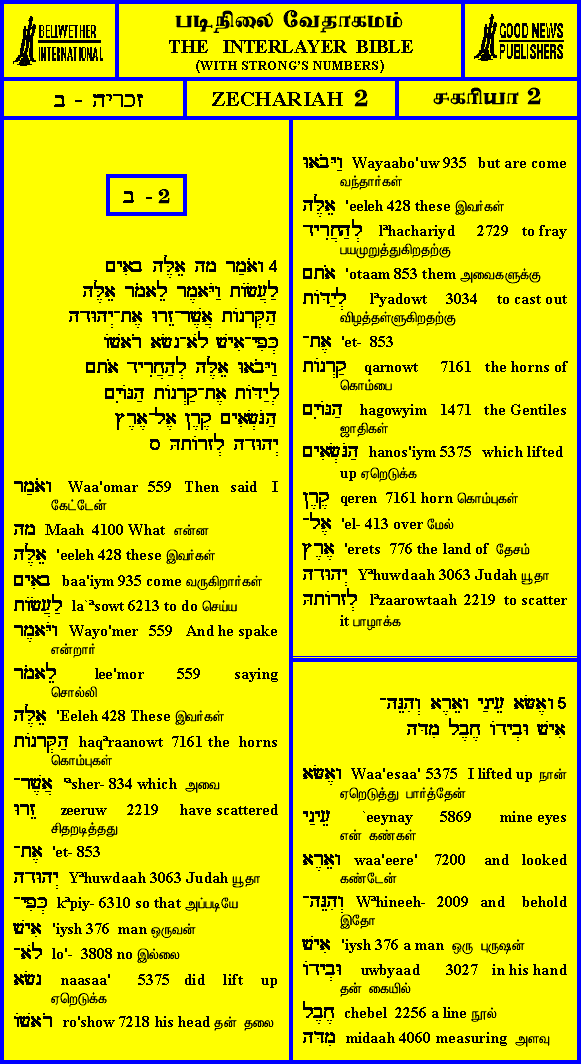 BELLWETHER
INTERNATIONAL
படிநிலை வேதாகமம்
THE INTERLAYER BIBLE
(WITH STRONG'S NUMBERS)
GOOD NEWS
PUBLISHERS
זכריה - ב
ZECHARIAH 2
சகரியா 2
ב - 2
4 וָאֹמַר מָה אֵלֶּה בָאִים
לַעֲשׂוֹת וַיֹּאמֶר לֵאמֹר אֵלֶּה
הַקְּרָנוֹת אֲשֶׁר־זֵרוּ אֶת־יְהוּדָה
כְּפִי־אִישׁ לֹא־נָשָׂא רֹאשׁוֹ
וַיָּבֹאוּ אֵלֶּה לְהַחֲרִיד אֹתָם
לְיַדּוֹת אֶת־קַרְנוֹת הַגּוֹיִם
הַנֹּשְׂאִים קֶרֶן אֶל־אֶרֶץ
יְהוּדָה לְזָרוֹתָהּ ס
וָאֹמַר Waa'omar 559 Then said I
கேட்டேன்
מָה Maah 4100 What என்ன
אֵלֶּה 'eeleh 428 these இவர்கள்
בָאִים baa'iym 935 come வருகிறார்கள்
לַעֲשׂוֹת la`ªsowt 6213 to do செய்ய
וַיֹּאמֶר Wayo'mer 559 And he spake
என்றார்
לֵאמֹר lee'mor 559 saying
சொல்லி
אֵלֶּה 'Eeleh 428 These இவர்கள்
הַקְּרָנוֹת haqªraanowt 7161 the horns
கொம்புகள்
אֲשֶׁר־ 'ªsher- 834 which அவை
זֵרוּ zeeruw 2219 have scattered
சிதறடித்தது
אֶת־ 'et- 853
יְהוּדָה Yªhuwdaah 3063 Judah யூதா
כְּפִי־ kªpiy- 6310 so that அப்படியே
אִישׁ 'iysh 376 man ஒருவன்
לֹא־ lo'- 3808 no இல்லை
נָשָׂא naasaa' 5375 did lift up
ஏறெடுக்க
רֹאשׁוֹ ro'show 7218 his head தன் தலை
וַיָּבֹאוּ Wayaabo'uw 935 but are come
வந்தார்கள்
אֵלֶּה 'eeleh 428 these இவர்கள்
לְהַחֲרִיד lªhachariyd 2729 to fray
பயமுறுத்துகிறதற்கு
אֹתָם 'otaam 853 them அவைகளுக்கு
לְיַדּוֹת lªyadowt 3034 to cast out
விழத்தள்ளுகிறதற்கு
אֶת־ 'et- 853
קַרְנוֹת qarnowt 7161 the horns of
கொம்பை
הַגּוֹיִם hagowyim 1471 the Gentiles
ஜாதிகள்
הַנֹּשְׂאִים hanos'iym 5375 which lifted
up ஏறெடுக்க
קֶרֶן qeren 7161 horn கொம்புகள்
אֶל־ 'el- 413 over மேல்
אֶרֶץ 'erets 776 the land of தேசம்
יְהוּדָה Yªhuwdaah 3063 Judah யூதா
לְזָרוֹתָהּ lªzaarowtaah 2219 to scatter
it பாழாக்க
5 וָאֶשָּׂא עֵינַי וָאֵרֶא וְהִנֵּה־
אִישׁ וּבְיָדוֹ חֶבֶל מִדָּה
וָאֶשָּׂא Waa'esaa' 5375 I lifted up நான்
ஏறெடுத்து பார்த்தேன்
עֵינַי `eeynay 5869 mine eyes
என் கண்கள்
וָאֵרֶא waa'eere' 7200 and looked
கண்டேன்
וְהִנֵּה־ Wªhineeh- 2009 and behold
இதோ
אִישׁ 'iysh 376 a man ஒரு புருஷன்
וּבְיָדוֹ uwbyaad 3027 in his hand
தன் கையில்
חֶבֶל chebel 2256 a line நூல்
מִדָּה midaah 4060 measuring அளவு